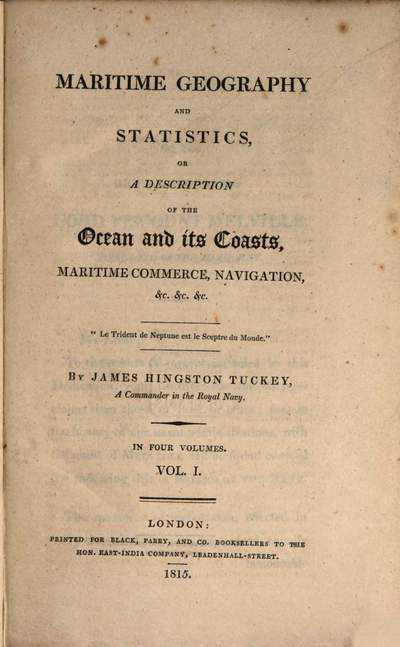 MARITIME GEOGRAPHY
AND
STATISTICS,
OR
A DESCRIPTION
OF THE
Ocean and its Coasts,
MARITIME COMMERCE, NAVIGATION,
&c. &c. &c.
" Le Trident de Neptune est le Sceptre du Monde."
BY JAMES HINGSTON TUCKEY,
A Commander in the Royal Navy.
IN FOUR VOLUMES.
VOL. I.
LONDON:
PRINTED FOR BLACK, PARRY, AND CO. BOOKSELLERS TO THE
HON. EAST-INDIA COMPANY, LEADENHALL-STREET.
1815.